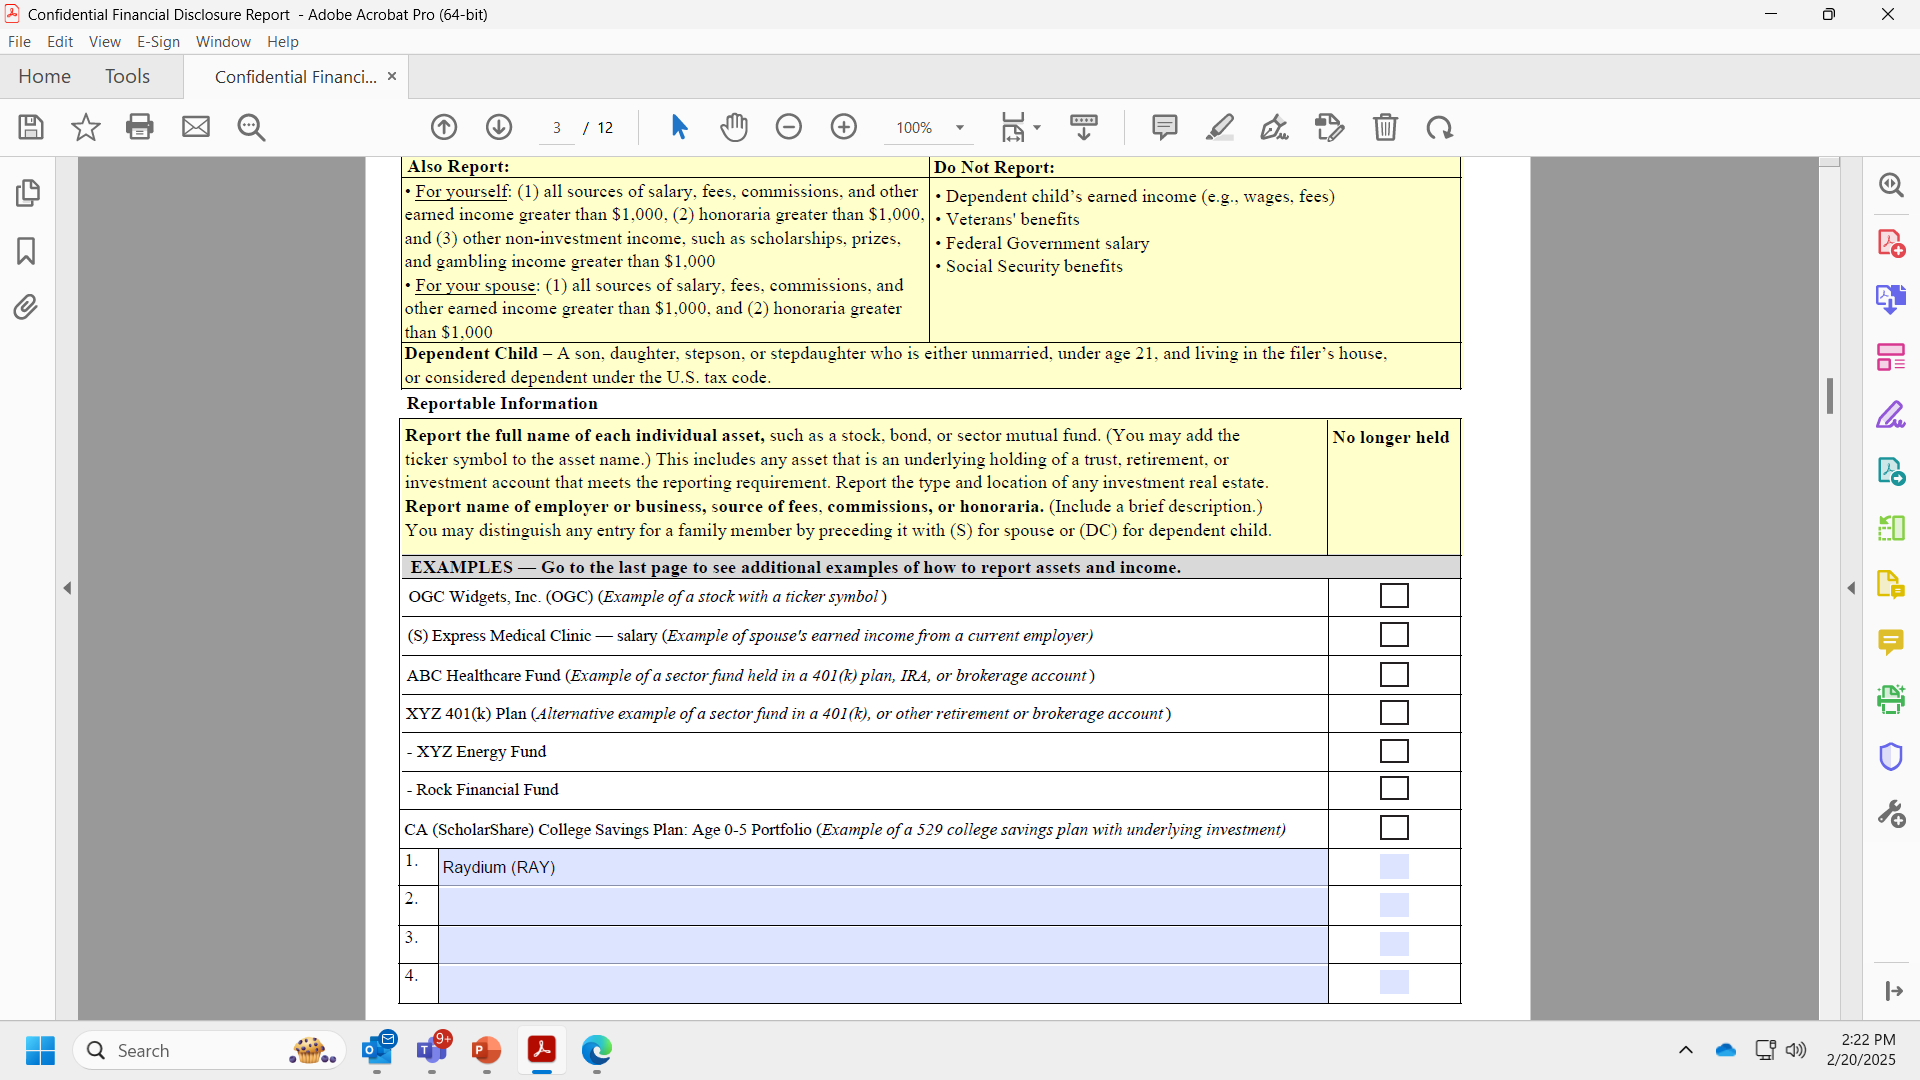 Confidential Financial Disclosure Report - Adobe Acrobat Pro (64-bit)
File Edit View E-Sign Window Help
Home Tools Confidential Financi... ×
3 / 12 100%
Also Report:
• For yourself: (1) all sources of salary, fees, commissions, and other
earned income greater than $1,000, (2) honoraria greater than $1,000,
and (3) other non-investment income, such as scholarships, prizes,
and gambling income greater than $1,000
• For your spouse: (1) all sources of salary, fees, commissions, and
other earned income greater than $1,000, and (2) honoraria greater
than $1,000
Do Not Report:
• Dependent child's earned income (e.g., wages, fees)
• Veterans' benefits
• Federal Government salary
• Social Security benefits
Dependent Child – A son, daughter, stepson, or stepdaughter who is either unmarried, under age 21, and living in the filer's house,
or considered dependent under the U.S. tax code.
Reportable Information
Report the full name of each individual asset, such as a stock, bond, or sector mutual fund. (You may add the
ticker symbol to the asset name.) This includes any asset that is an underlying holding of a trust, retirement, or
investment account that meets the reporting requirement. Report the type and location of any investment real estate.
Report name of employer or business, source of fees, commissions, or honoraria. (Include a brief description.)
You may distinguish any entry for a family member by preceding it with (S) for spouse or (DC) for dependent child.
No longer held
EXAMPLES — Go to the last page to see additional examples of how to report assets and income.
OGC Widgets, Inc. (OGC) (Example of a stock with a ticker symbol)
(S) Express Medical Clinic — salary (Example of spouse's earned income from a current employer)
ABC Healthcare Fund (Example of a sector fund held in a 401(k) plan, IRA, or brokerage account)
XYZ 401(k) Plan (Alternative example of a sector fund in a 401(k), or other retirement or brokerage account)
- XYZ Energy Fund
- Rock Financial Fund
CA (ScholarShare) College Savings Plan: Age 0-5 Portfolio (Example of a 529 college savings plan with underlying investment)
1. Raydium (RAY)
2.
3.
4.
Search
9+
2:22 PM
2/20/2025